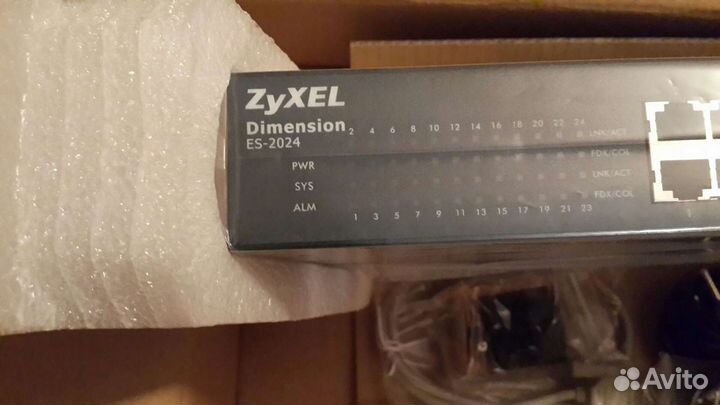 ZyXEL
Dimension
ES-2024
2 4 6 8 10 12 14 16 18 20 22 24
LNK/ACT
PWR
FDX/COL
SYS
LNK/ACT
FDX/COL
ALM
1 3 5 7 9 11 13 15 17 19 21 23
1
Avito